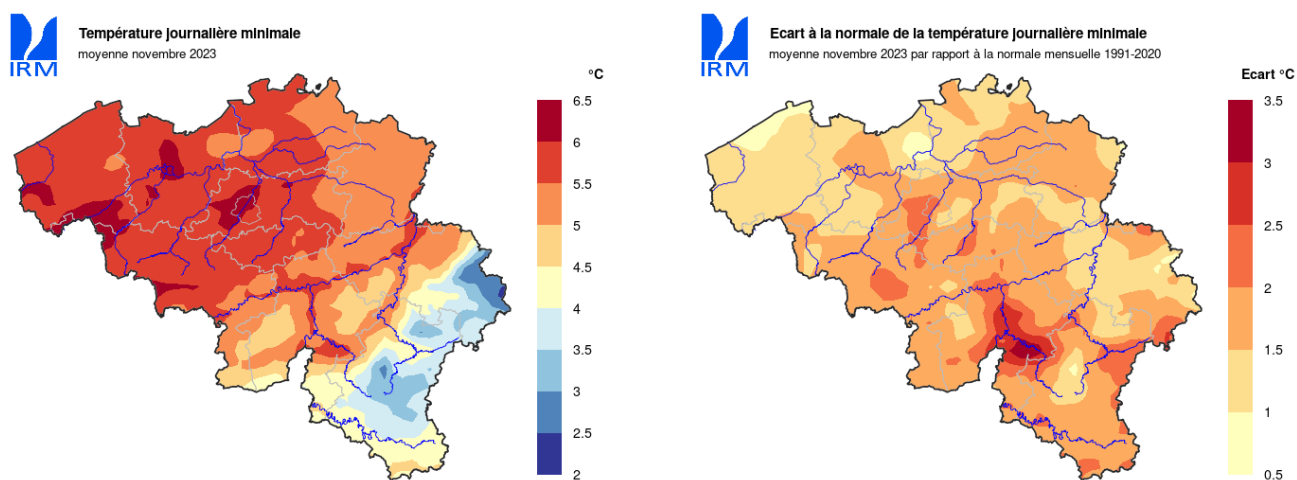 IRM
Température journalière minimale
moyenne novembre 2023
°C
6.5
6
5.5
5
4.5
4
3.5
3
2.5
2
IRM
Ecart à la normale de la température journalière minimale
moyenne novembre 2023 par rapport à la normale mensuelle 1991-2020
Ecart °C
3.5
3
2.5
2
1.5
1
0.5